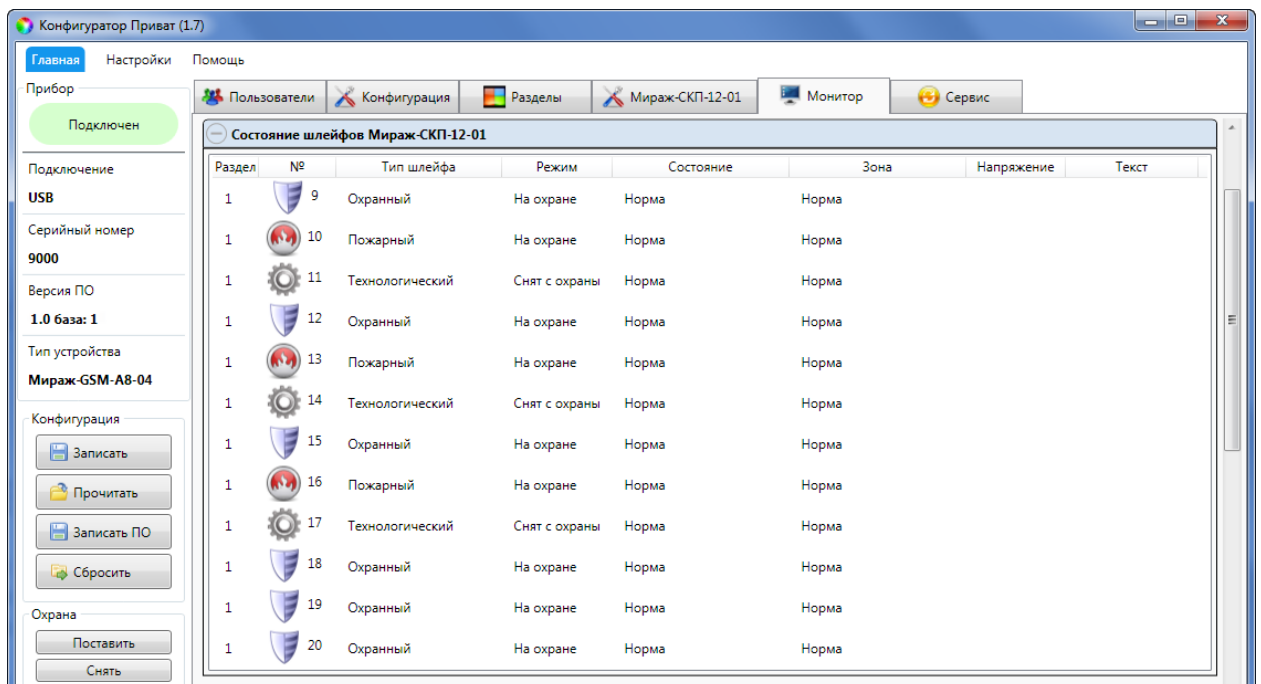 Конфигуратор Приват (1.7)
Главная Настройки Помощь
Прибор
Подключен
Подключение
USB
Серийный номер
9000
Версия ПО
1.0 база: 1
Тип устройства
Мираж-GSM-A8-04
Конфигурация
Записать
Прочитать
Записать ПО
Сбросить
Охрана
Поставить
Снять
Пользователи Конфигурация Разделы Мираж-СКП-12-01 Монитор Сервис
Состояние шлейфов Мираж-СКП-12-01
Раздел № Тип шлейфа Режим Состояние Зона Напряжение Текст
1 9 Охранный На охране Норма Норма
1 10 Пожарный На охране Норма Норма
1 11 Технологический Снят с охраны Норма Норма
1 12 Охранный На охране Норма Норма
1 13 Пожарный На охране Норма Норма
1 14 Технологический Снят с охраны Норма Норма
1 15 Охранный На охране Норма Норма
1 16 Пожарный На охране Норма Норма
1 17 Технологический Снят с охраны Норма Норма
1 18 Охранный На охране Норма Норма
1 19 Охранный На охране Норма Норма
1 20 Охранный На охране Норма Норма